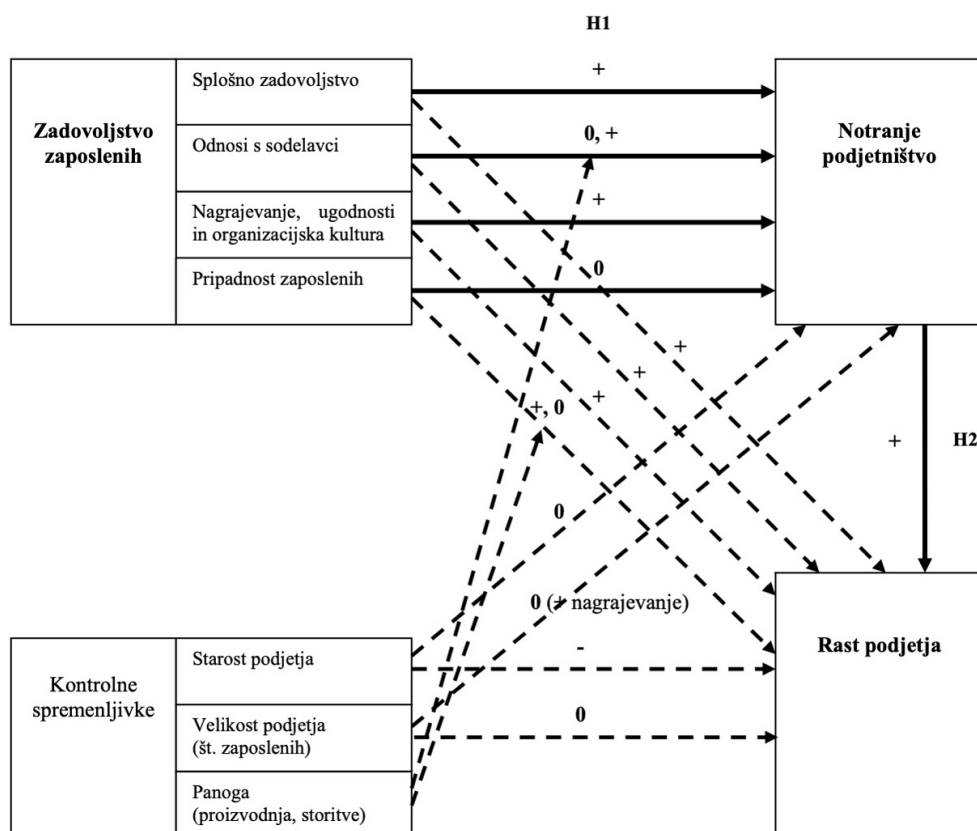 H1
Zadovoljstvo
zaposlenih
Splošno zadovoljstvo
Odnosi s sodelavci
Nagrajevanje, ugodnosti
in organizacijska kultura
Pripadnost zaposlenih
+
0, +
+
0
Notranje
podjetništvo
+
+
+
+, 0
+
H2
0
0 (+ nagrajevanje)
-
0
Kontrolne
spremenljivke
Starost podjetja
Velikost podjetja
(št. zaposlenih)
Panoga
(proizvodnja, storitve)
Rast podjetja